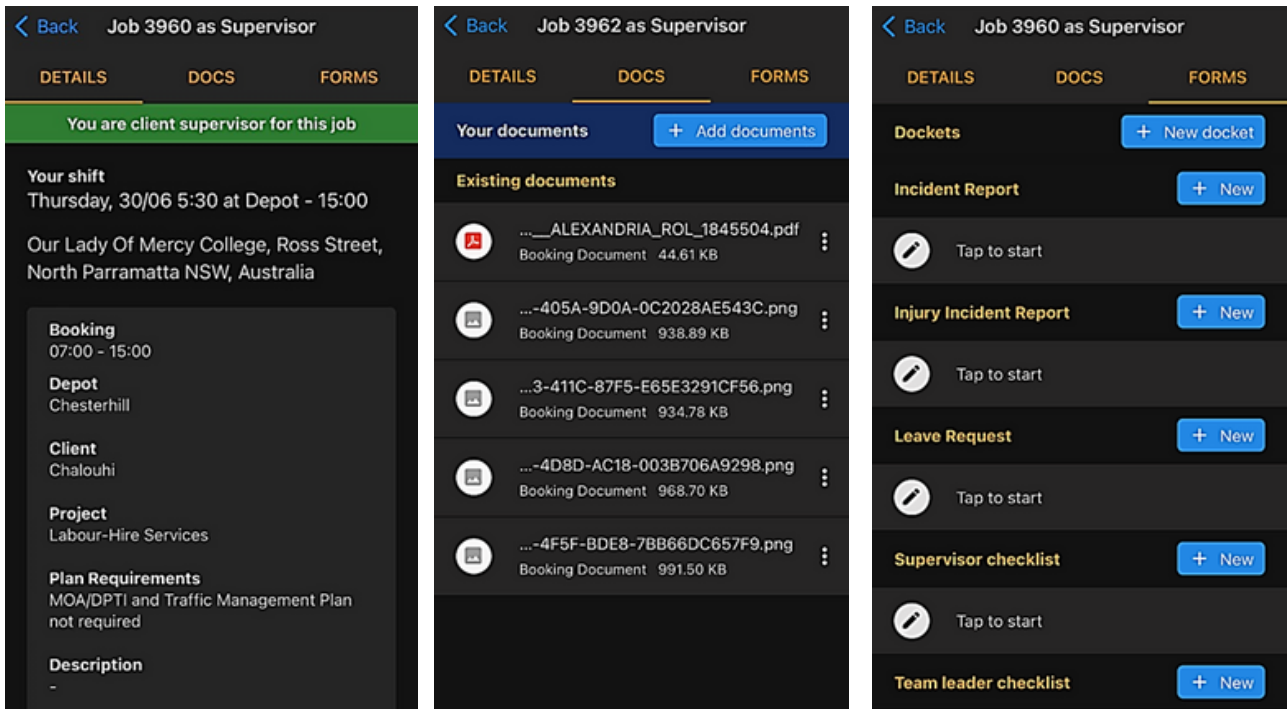 Back Job 3960 as Supervisor
DETAILS DOCS FORMS
You are client supervisor for this job
Your shift
Thursday, 30/06 5:30 at Depot - 15:00
Our Lady Of Mercy College, Ross Street,
North Parramatta NSW, Australia
Booking
07:00 - 15:00
Depot
Chesterhill
Client
Chalouhi
Project
Labour-Hire Services
Plan Requirements
MOA/DPTI and Traffic Management Plan
not required
Description
-
Back Job 3962 as Supervisor
DETAILS DOCS FORMS
Your documents + Add documents
Existing documents
...__ALEXANDRIA_ROL_1845504.pdf
Booking Document 44.61 KB
...-405A-9D0A-0C2028AE543C.png
Booking Document 938.89 KB
...3-411C-87F5-E65E3291CF56.png
Booking Document 934.78 KB
...-4D8D-AC18-003B706A9298.png
Booking Document 968.70 KB
...-4F5F-BDE8-7BB66DC657F9.png
Booking Document 991.50 KB
Back Job 3960 as Supervisor
DETAILS DOCS FORMS
Dockets + New docket
Incident Report + New
Tap to start
Injury Incident Report + New
Tap to start
Leave Request + New
Tap to start
Supervisor checklist + New
Tap to start
Team leader checklist + New